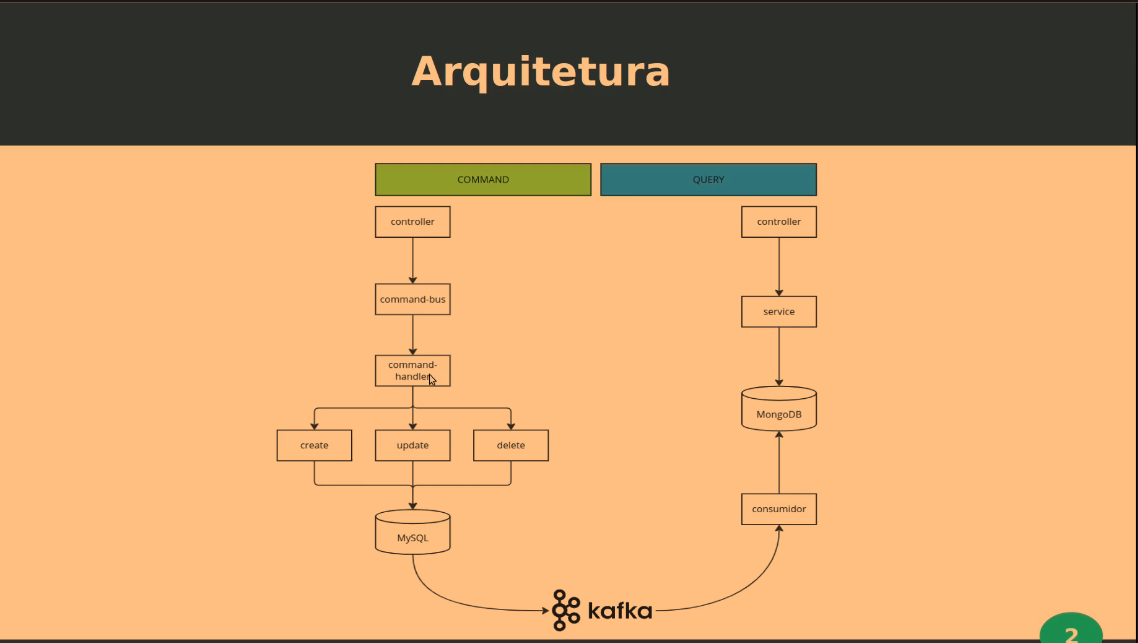 Arquitetura
COMMAND
QUERY
controller
controller
command-bus
service
command-
handler
MongoDB
create
update
delete
consumidor
MySQL
kafka
2